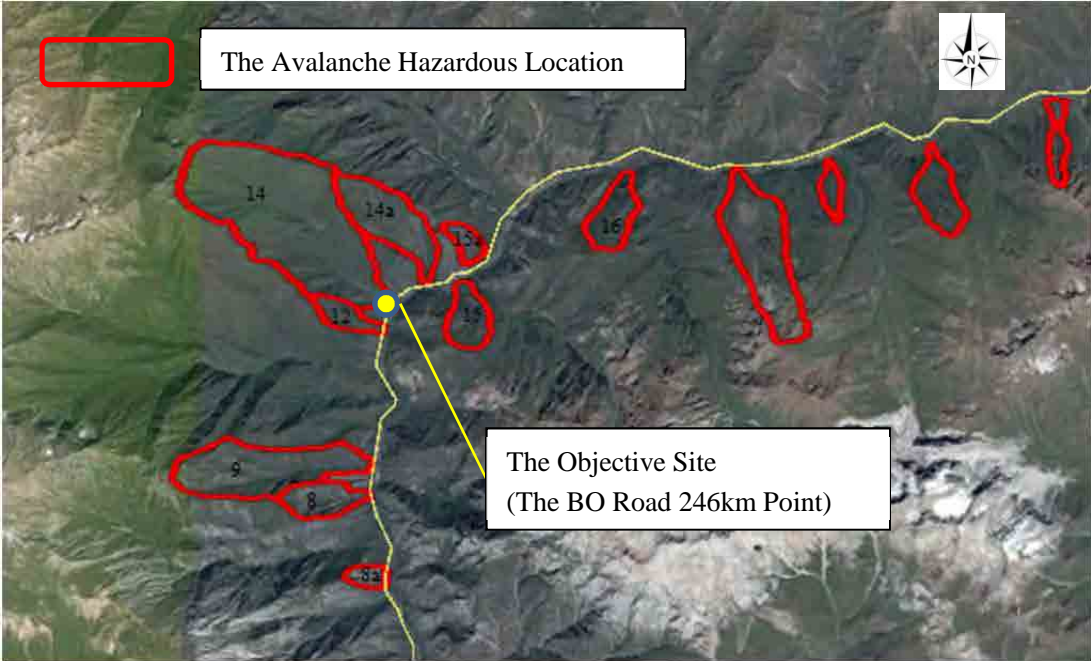 The Avalanche Hazardous Location
N
14
14a
15a
16
12
15
9
8
8a
The Objective Site
(The BO Road 246km Point)